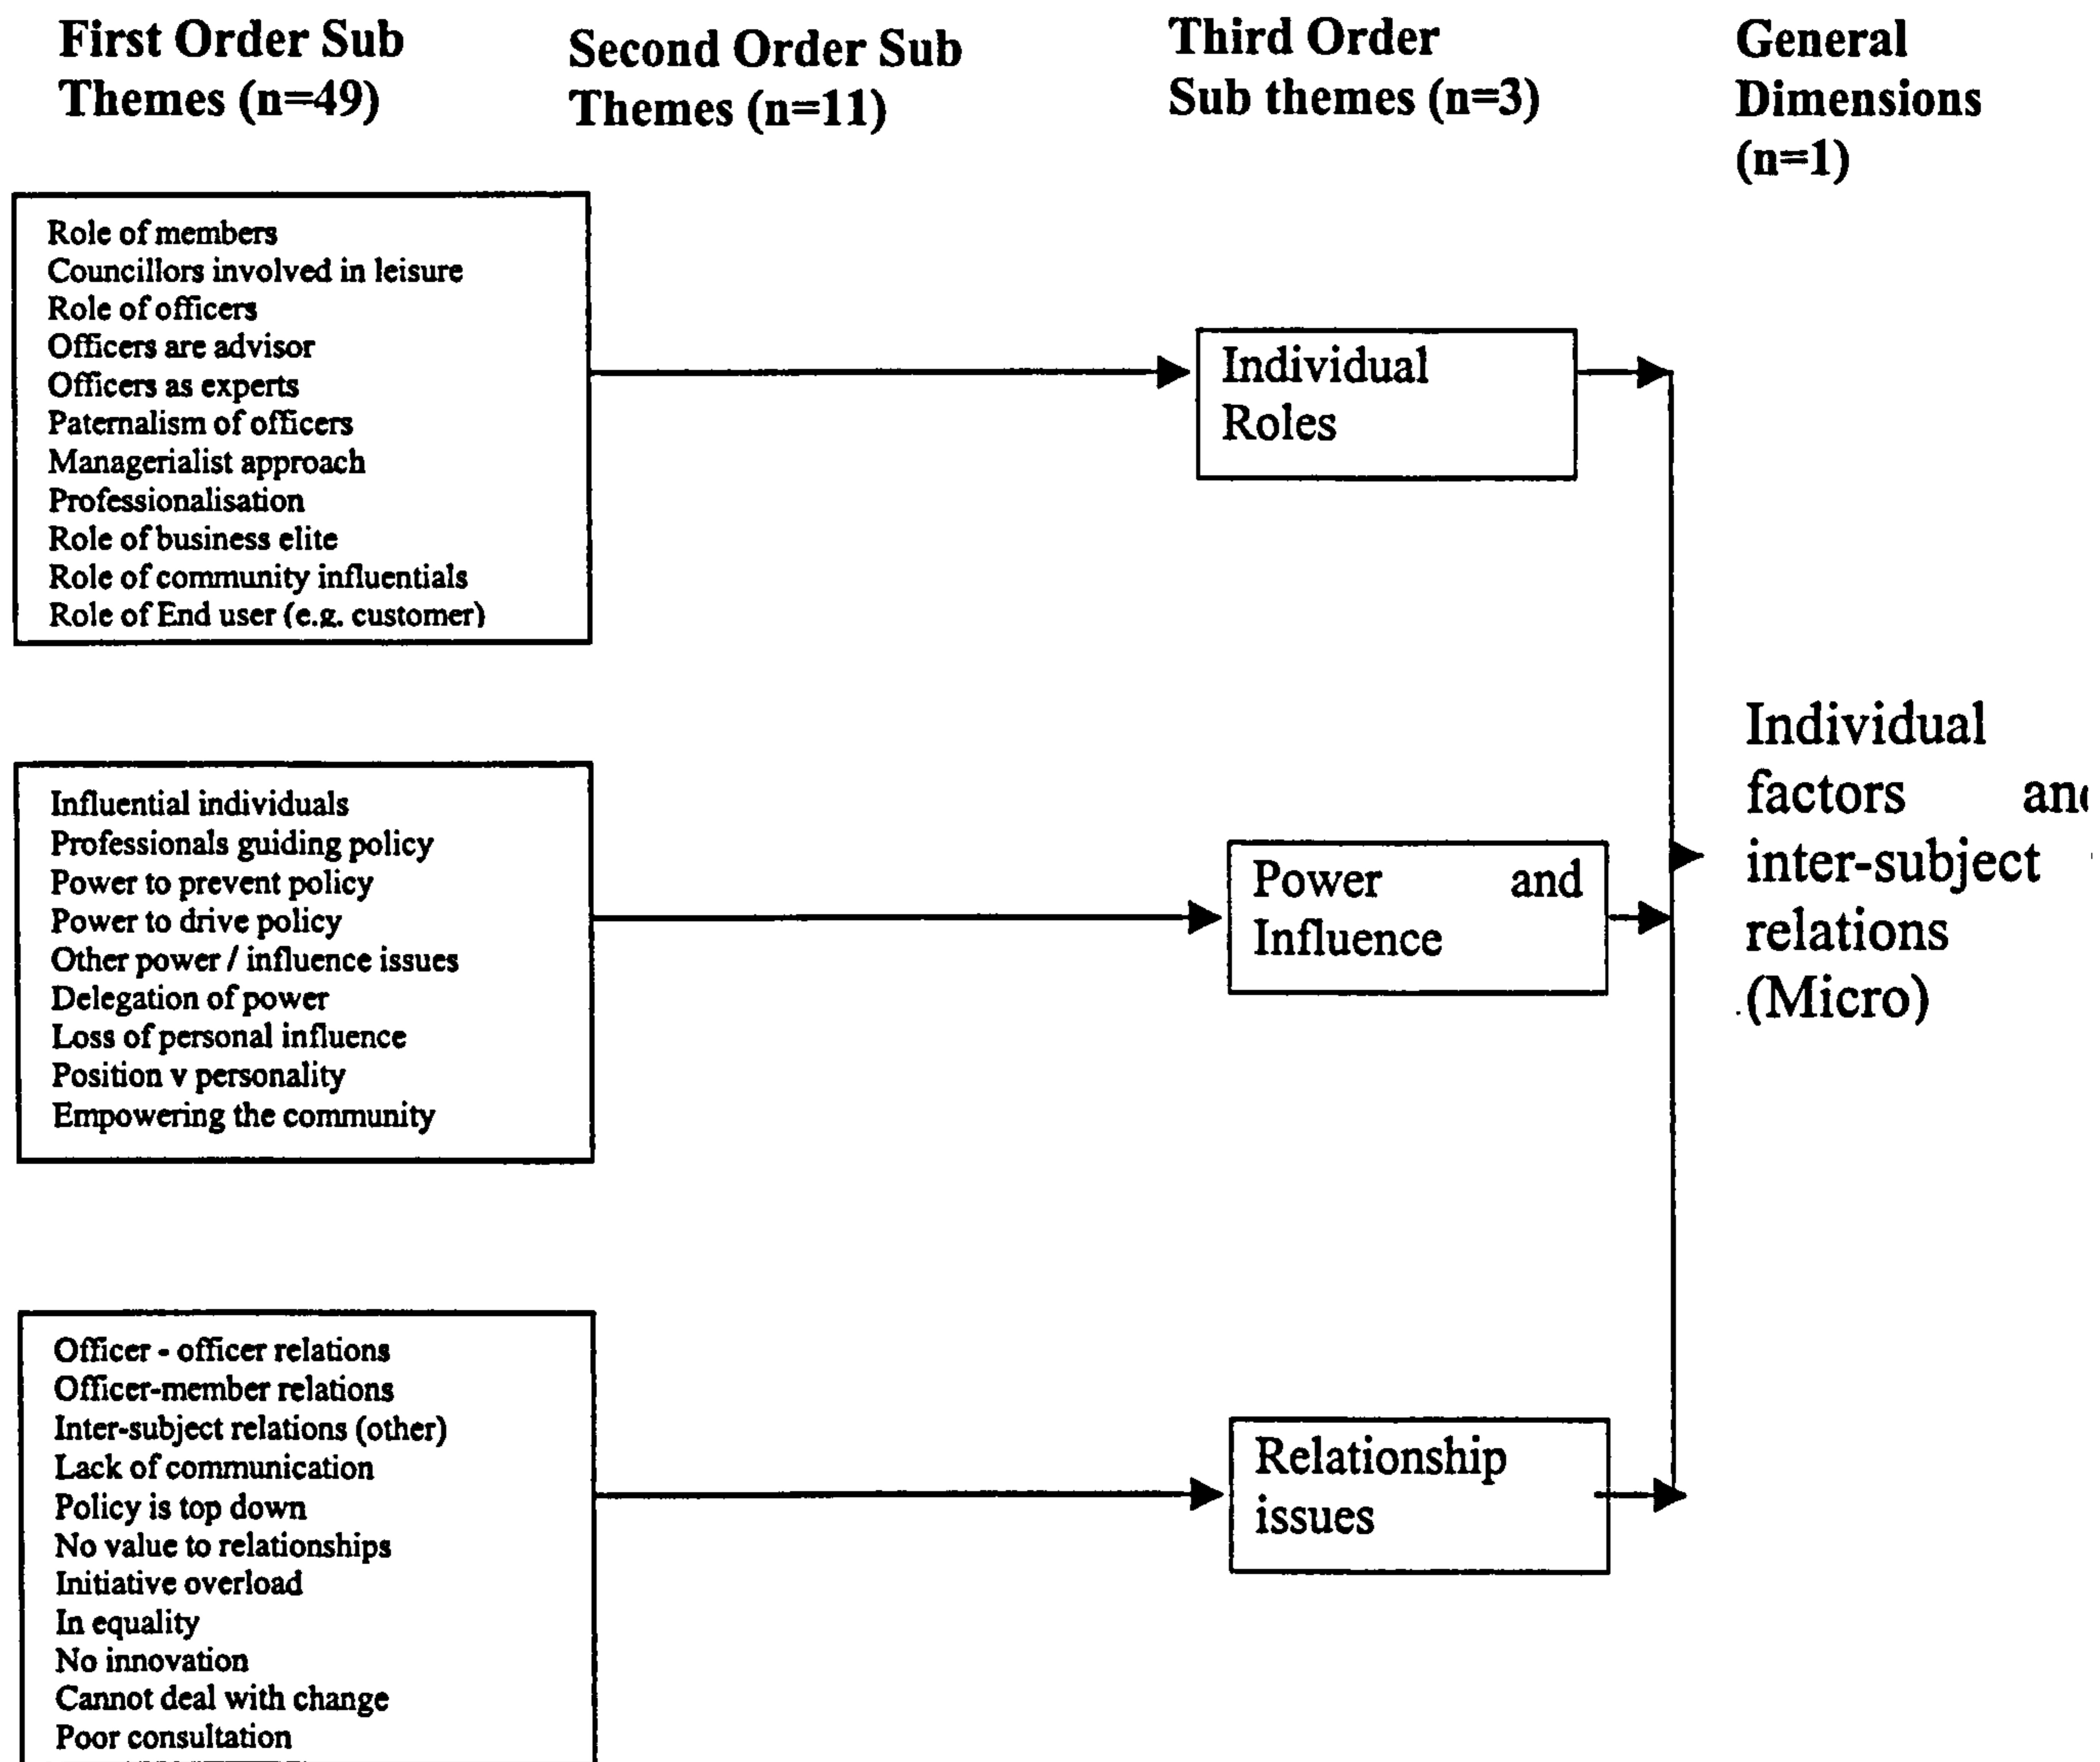 First Order Sub
Themes (n=49)
Second Order Sub
Themes (n=11)
Third Order
Sub themes (n=3)
General
Dimensions
(n=1)
Role of members
Councillors involved in leisure
Role of officers
Officers are advisor
Officers as experts
Paternalism of officers
Managerialist approach
Professionalisation
Role of business elite
Role of community influentials
Role of End user (e.g. customer)
Individual
Roles
Influential individuals
Professionals guiding policy
Power to prevent policy
Power to drive policy
Other power / influence issues
Delegation of power
Loss of personal influence
Position v personality
Empowering the community
Power and
Influence
Officer - officer relations
Officer-member relations
Inter-subject relations (other)
Lack of communication
Policy is top down
No value to relationships
Initiative overload
In equality
No innovation
Cannot deal with change
Poor consultation
Relationship
issues
Individual
factors
inter-subject
relations
(Micro)